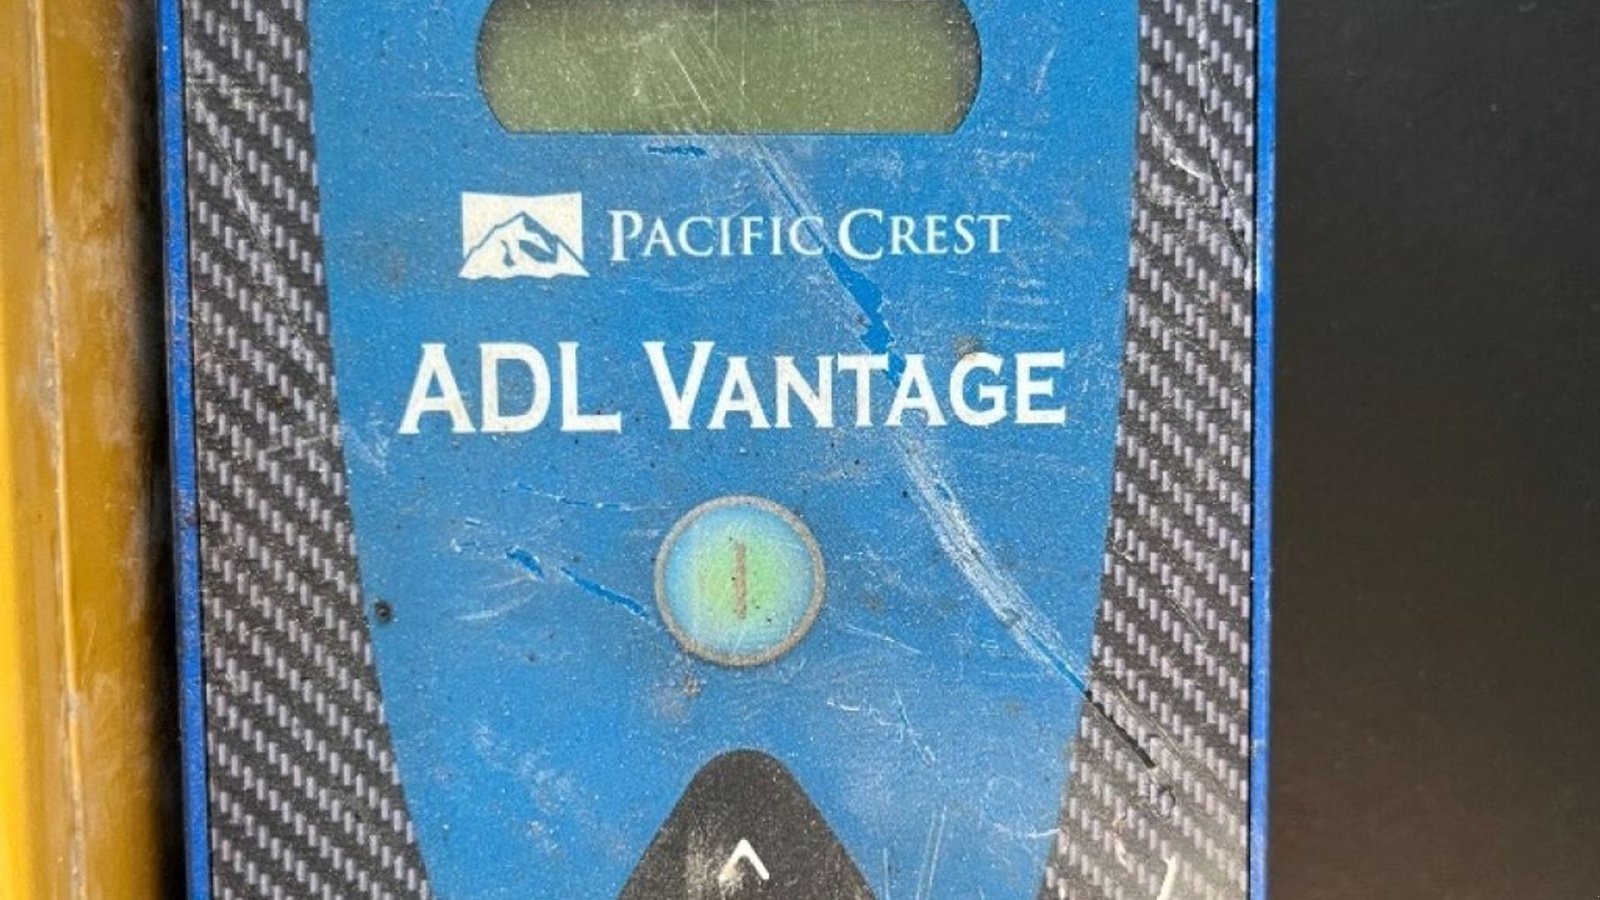 PACIFIC CREST
ADL VANTAGE